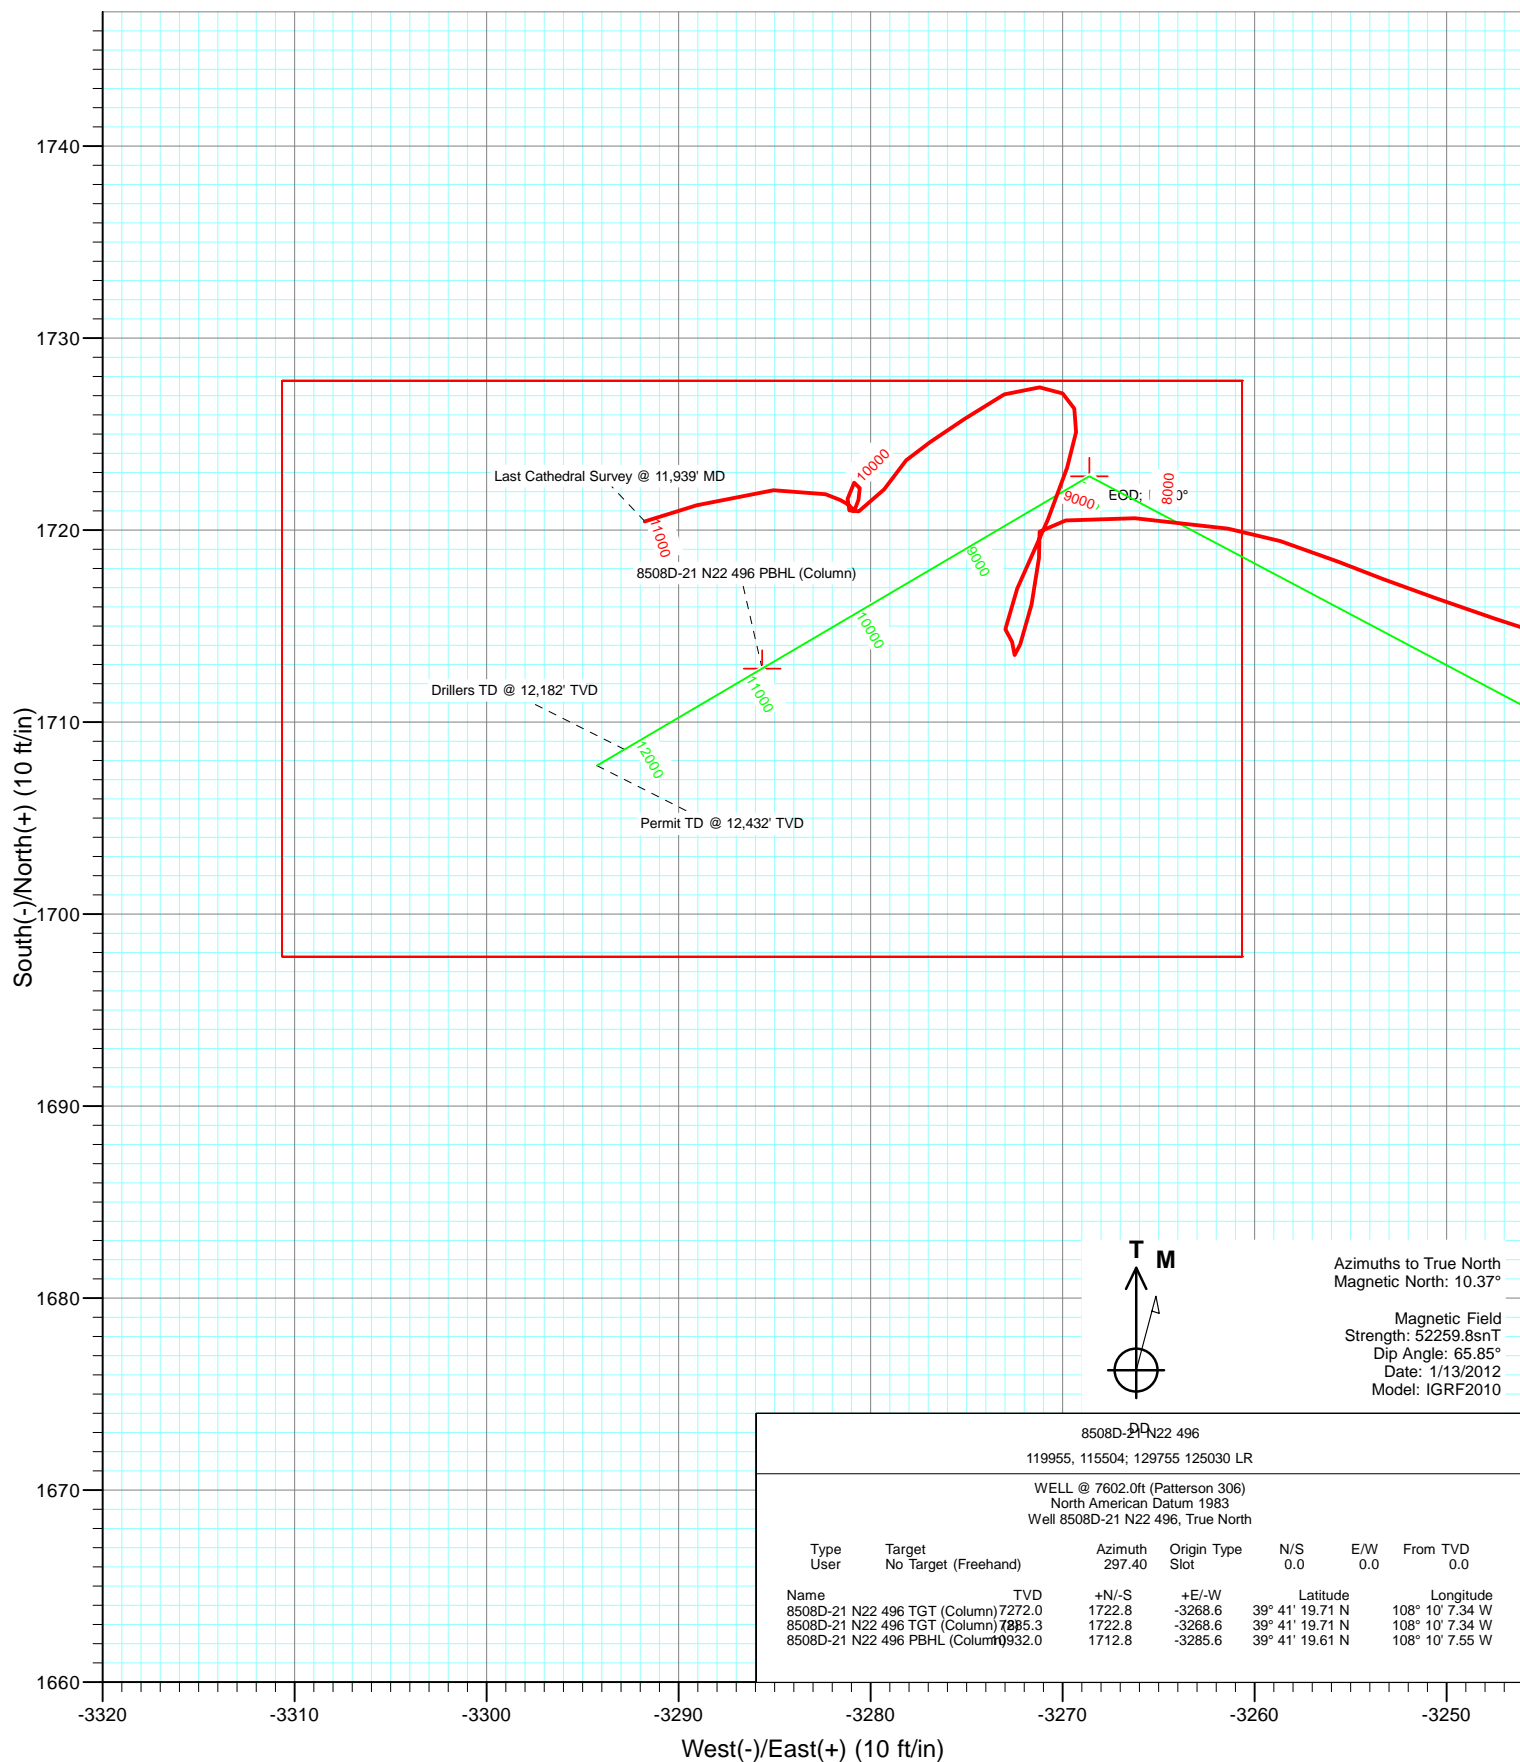 South(-)/North(+) (10 ft/in)
1740
1730
1720
1710
1700
1690
1680
1670
1660
-3320
-3310
-3300
-3290
-3280
-3270
-3260
-3250
West(-)/East(+) (10 ft/in)
Last Cathedral Survey @ 11,939' MD
10000
11000
8508D-21 N22 496 PBHL (Column)
EOD;
9000
8000
9000
10000
11000
12000
Drillers TD @ 12,182' TVD
Permit TD @ 12,432' TVD
T M
Azimuths to True North
Magnetic North: 10.37°
Magnetic Field
Strength: 52259.8snT
Dip Angle: 65.85°
Date: 1/13/2012
Model: IGRF2010
DD
8508D-21 N22 496
119955, 115504; 129755 125030 LR
WELL @ 7602.0ft (Patterson 306)
North American Datum 1983
Well 8508D-21 N22 496, True North
Type Target Azimuth Origin Type N/S E/W From TVD
User No Target (Freehand) 297.40 Slot 0.0 0.0 0.0
Name TVD +N/-S +E/-W Latitude Longitude
8508D-21 N22 496 TGT (Column) 7272.0 1722.8 -3268.6 39° 41' 19.71 N 108° 10' 7.34 W
8508D-21 N22 496 TGT (Column) 1722.8 -3268.6 39° 41' 19.71 N 108° 10' 7.34 W
8508D-21 N22 496 PBHL (Column) 10932.0 1712.8 -3285.6 39° 41' 19.61 N 108° 10' 7.55 W